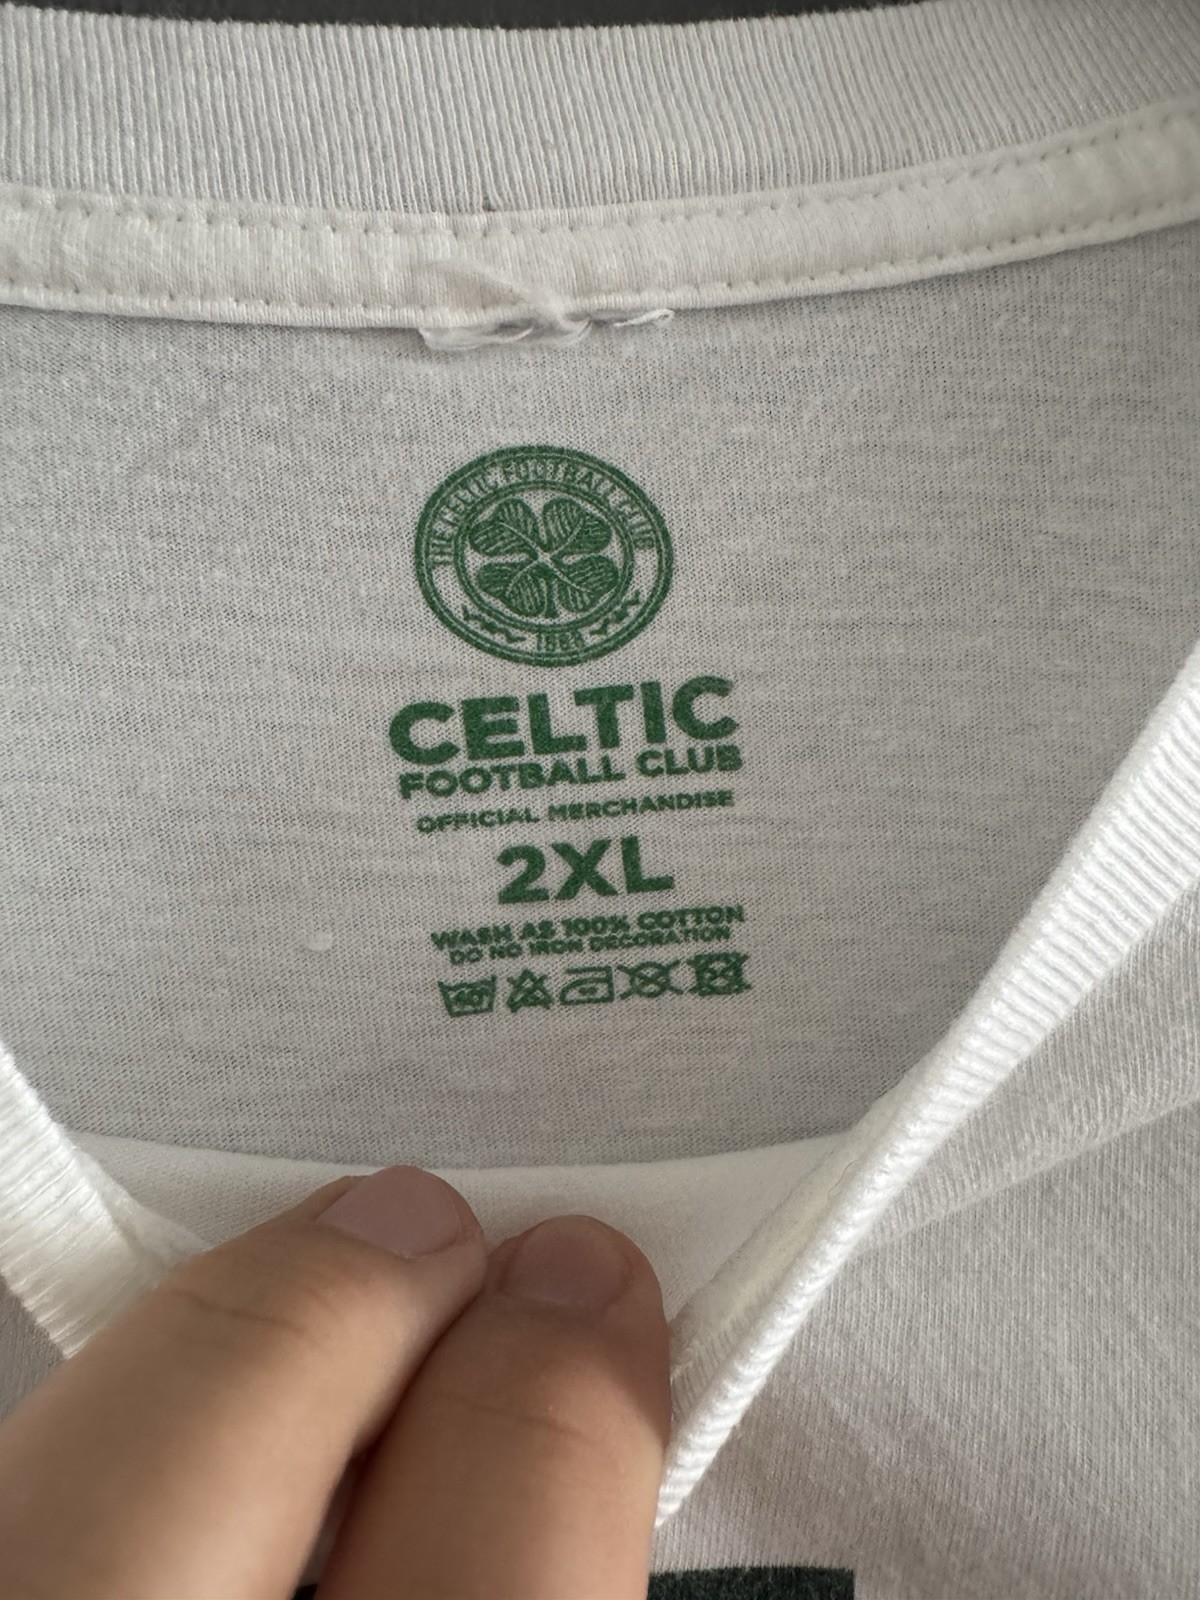 THE CELTIC FOOTBALL CLUB
1888
CELTIC
FOOTBALL CLUB
OFFICIAL MERCHANDISE
2XL
WASH AS 100% COTTON
DO NO IRON DECORATION
40°